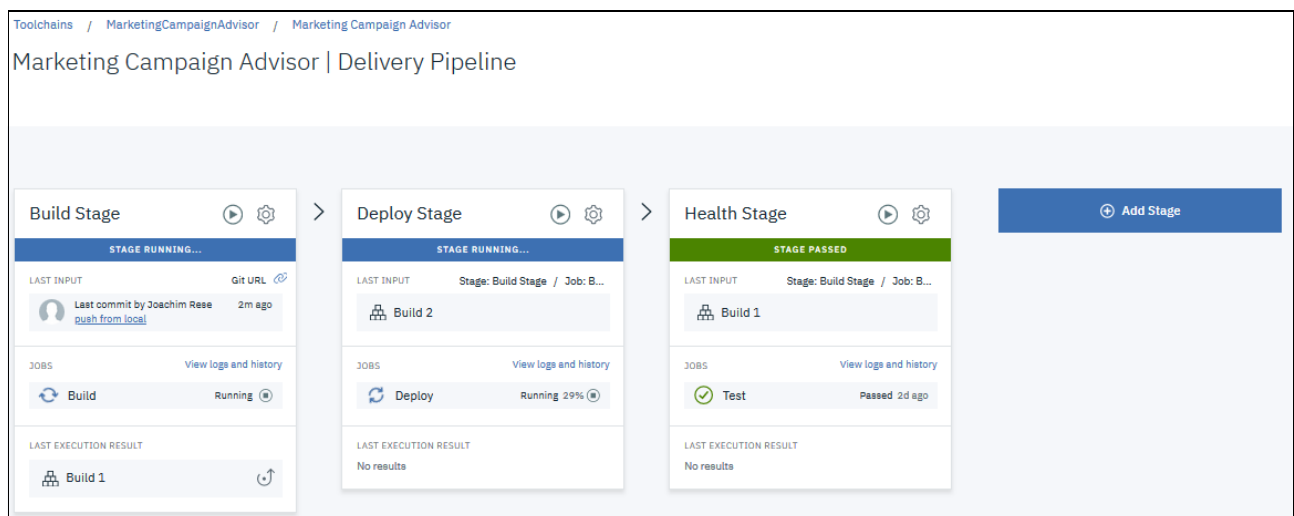 Toolchains / MarketingCampaignAdvisor / Marketing Campaign Advisor
Marketing Campaign Advisor | Delivery Pipeline
Build Stage
STAGE RUNNING...
LAST INPUT Git URL
Last commit by Joachim Rese 2m ago
push from local
JOBS View logs and history
Build Running
LAST EXECUTION RESULT
Build 1
Deploy Stage
STAGE RUNNING...
LAST INPUT Stage: Build Stage / Job: B...
Build 2
JOBS View logs and history
Deploy Running 29%
LAST EXECUTION RESULT
No results
Health Stage
STAGE PASSED
LAST INPUT Stage: Build Stage / Job: B...
Build 1
JOBS View logs and history
Test Passed 2d ago
LAST EXECUTION RESULT
No results
Add Stage